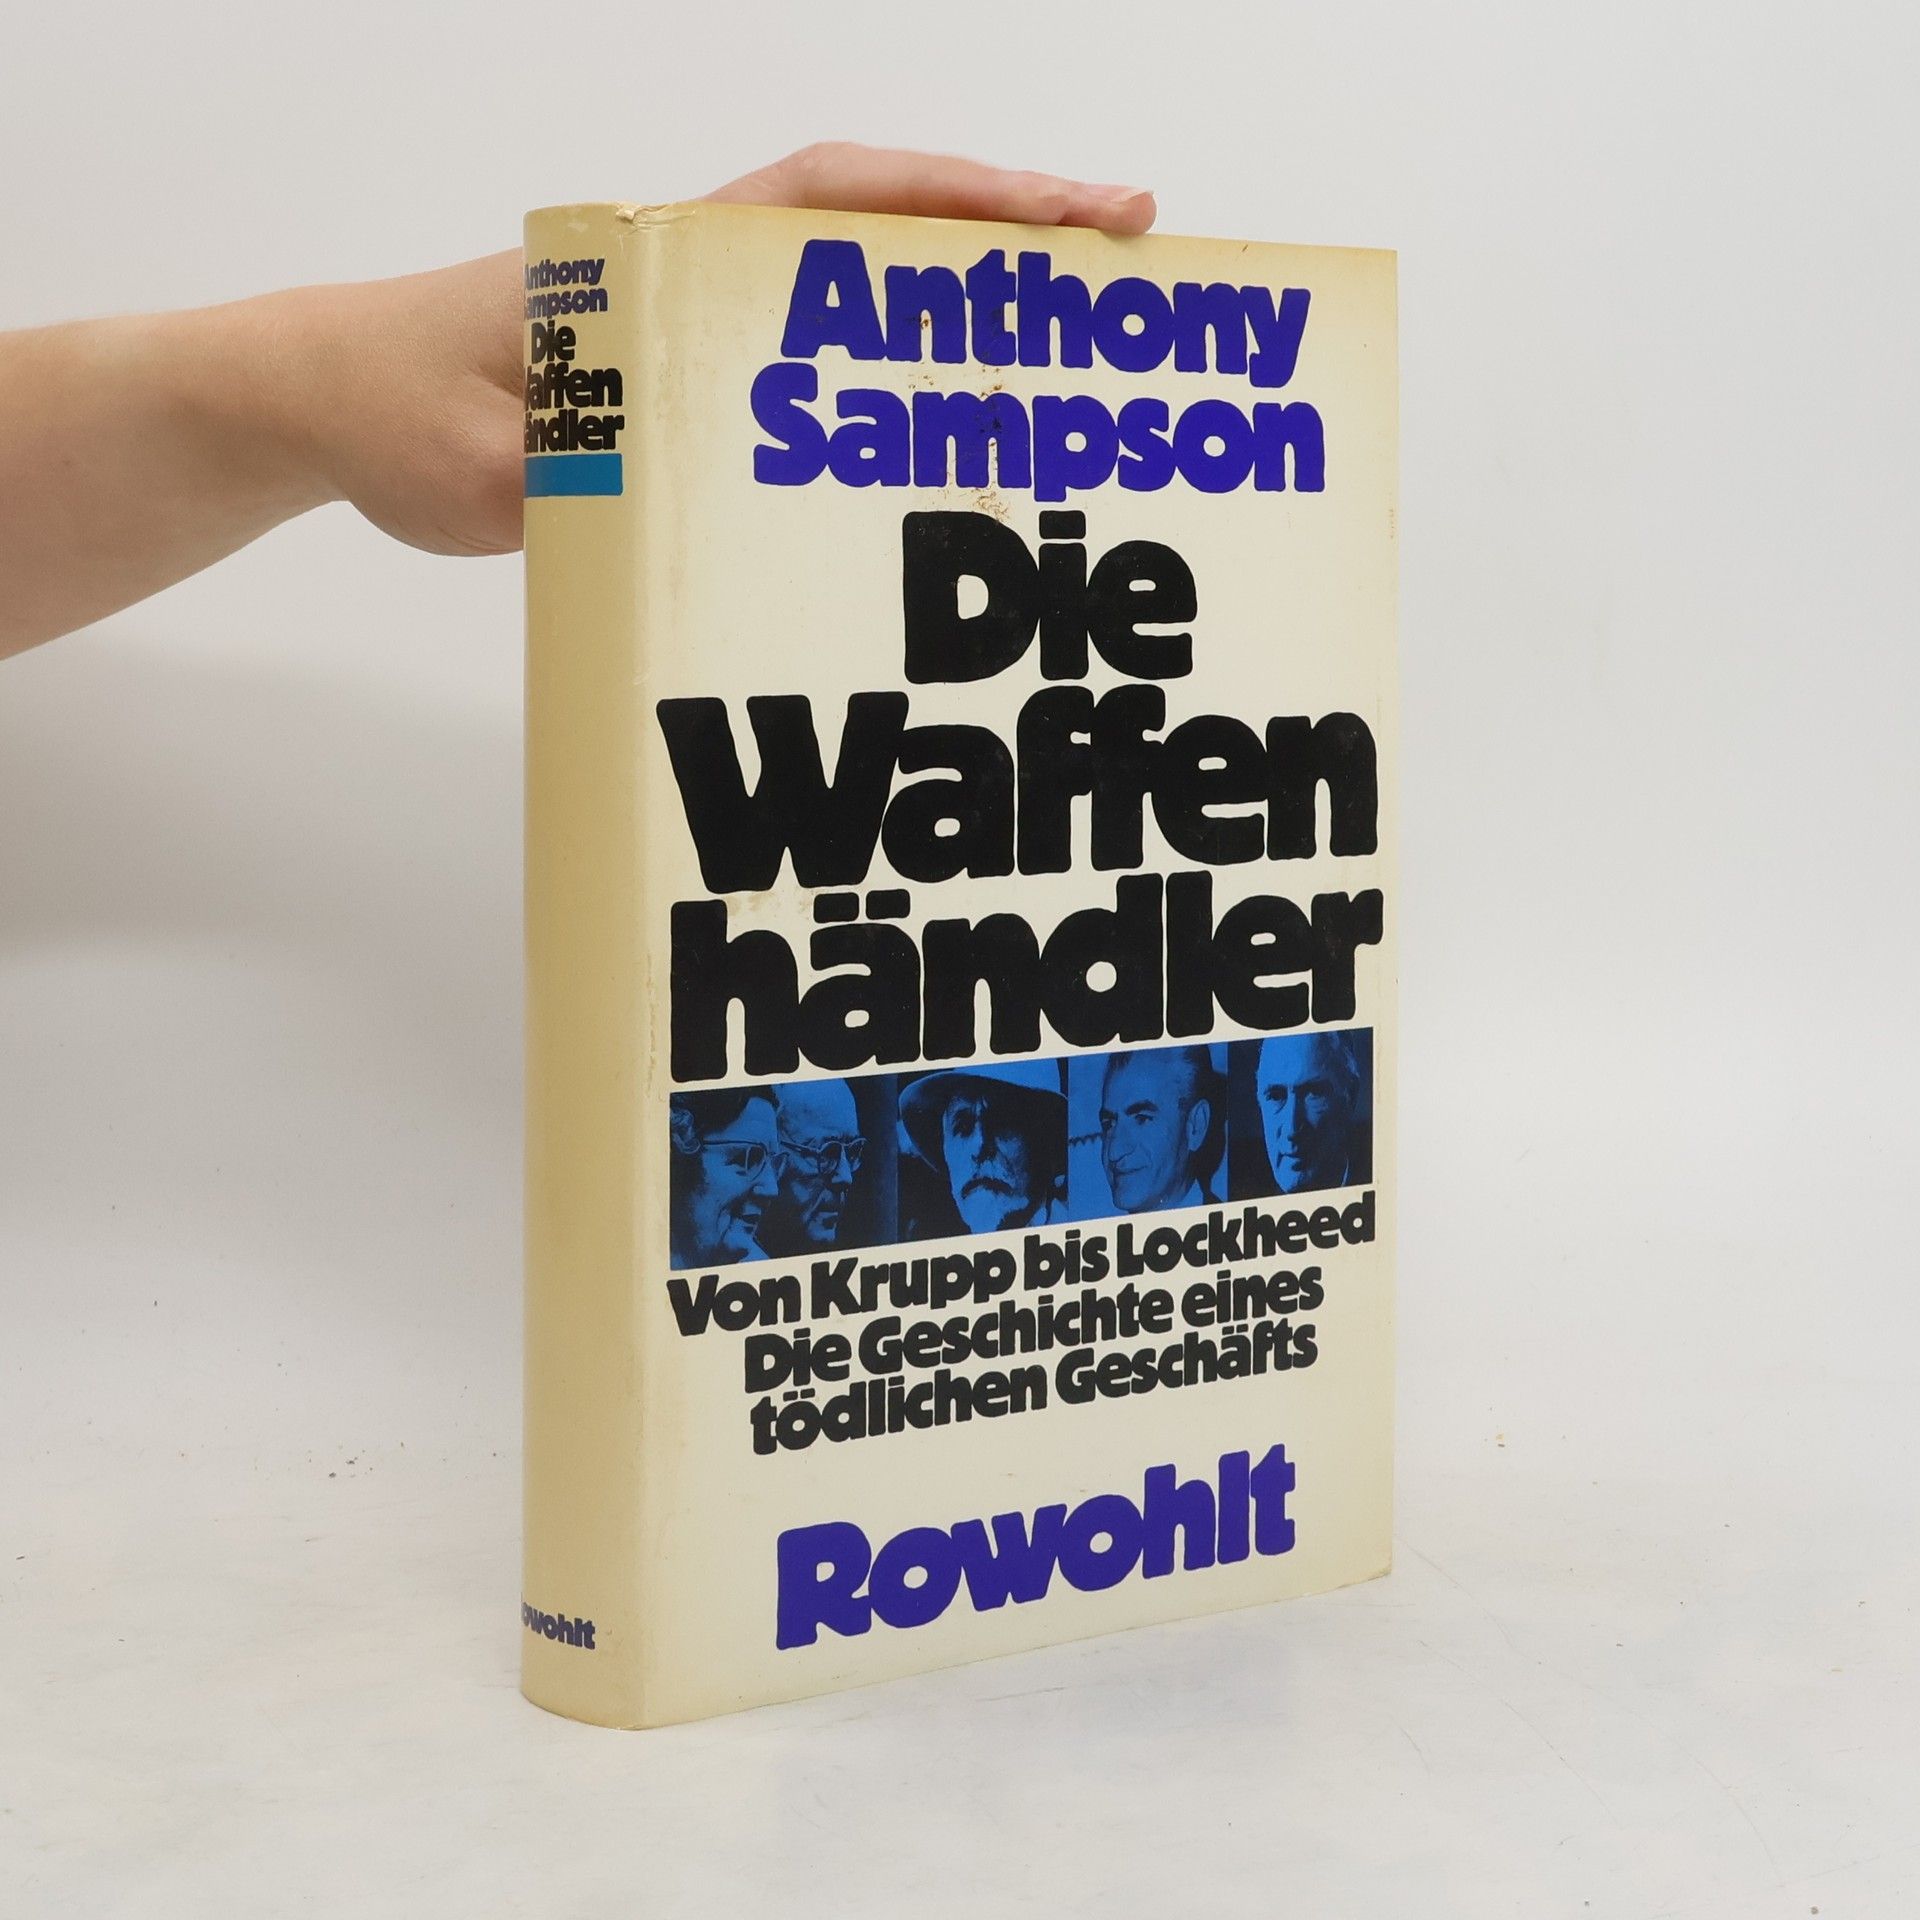 Anthony
Sampson
Die
Waffen
händler
Von Krupp bis Lockheed
Die Geschichte eines
tödlichen Geschäfts
Rowohlt
Anthony
Sampson
Die
Waffen
händler
Rowohlt